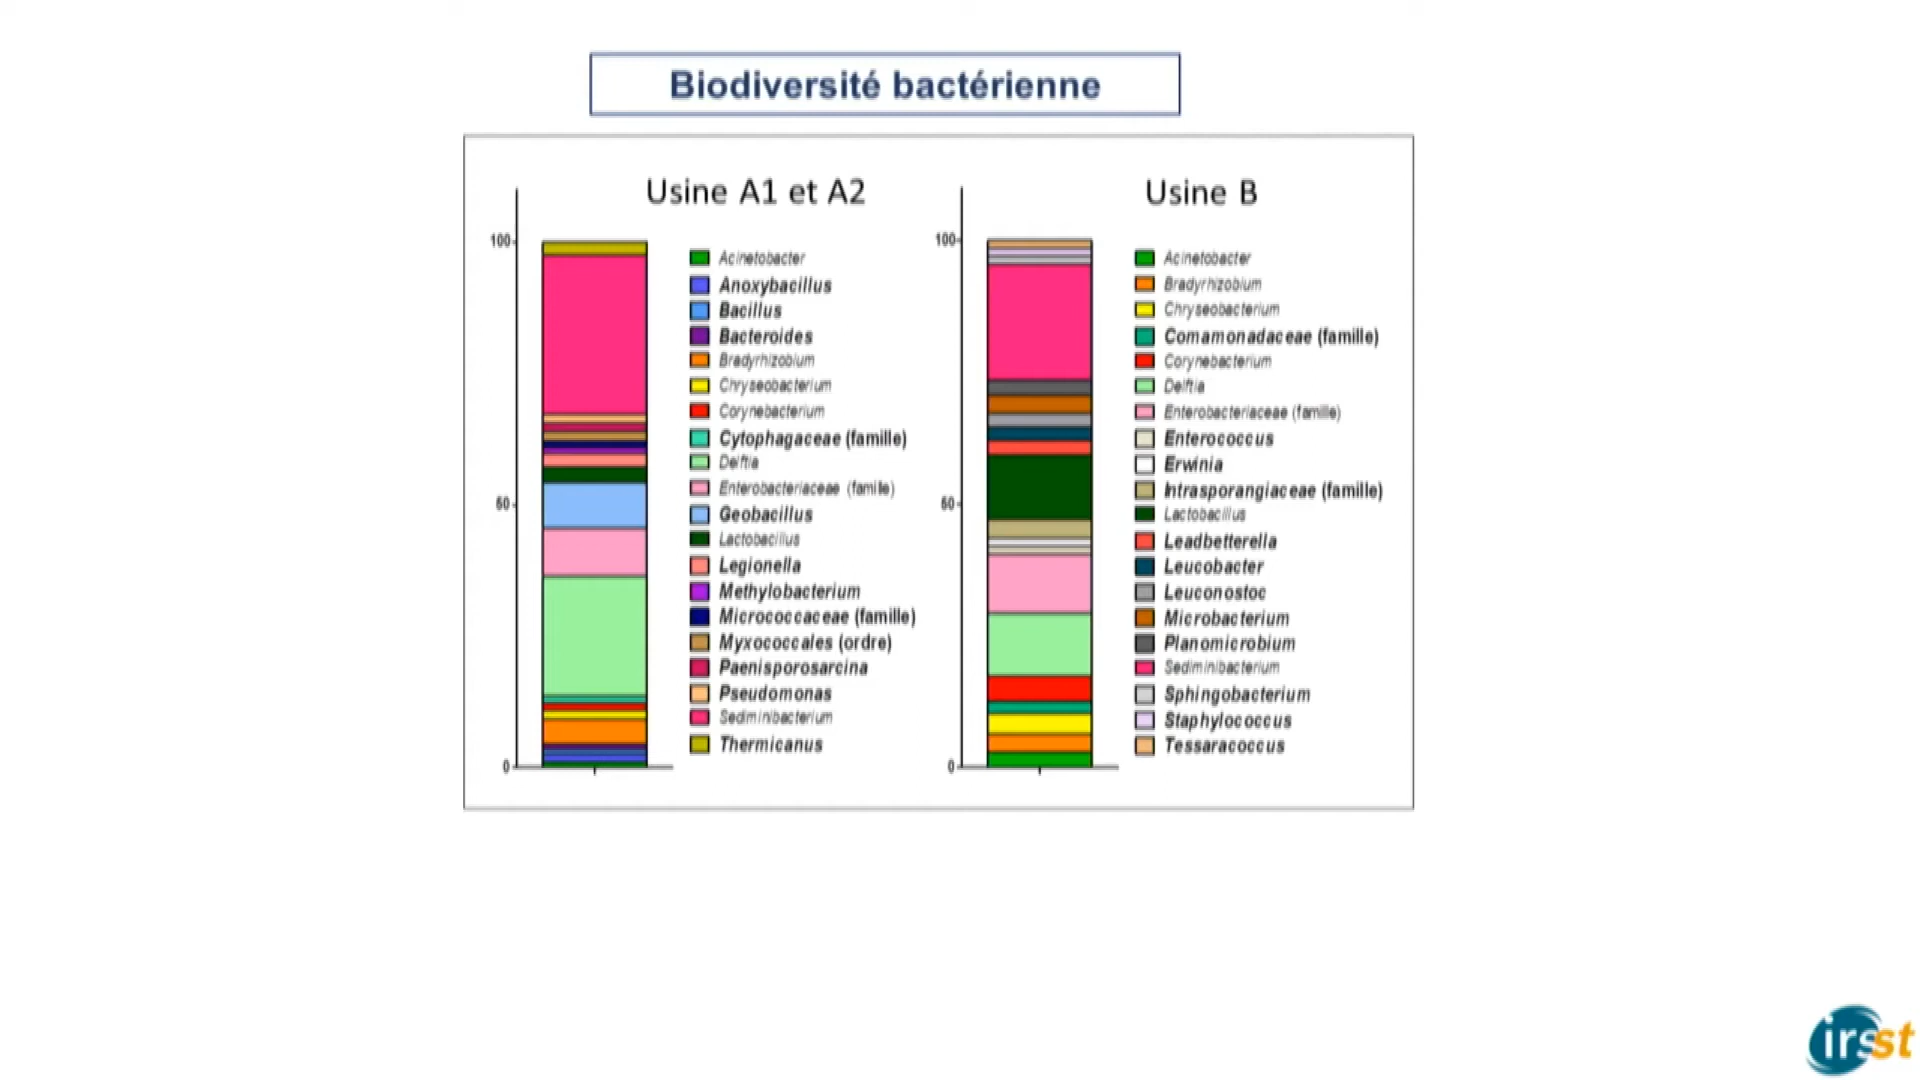 Biodiversité bactérienne
Usine A1 et A2
100
50
0
Acinetobacter
Anoxybacillus
Bacillus
Bacteroides
Bradyrhizobium
Chryseobacterium
Corynebacterium
Cytophagaceae (famille)
Delftia
Enterobacteriaceae (famille)
Geobacillus
Lactobacillus
Legionella
Methylobacterium
Micrococcaceae (famille)
Myxococcales (ordre)
Paenisporosarcina
Pseudomonas
Sediminibacterium
Thermicanus
Usine B
100
50
0
Acinetobacter
Bradyrhizobium
Chryseobacterium
Comamonadaceae (famille)
Corynebacterium
Delftia
Enterobacteriaceae (famille)
Enterococcus
Erwinia
Intrasporangiaceae (famille)
Lactobacillus
Leadbetterella
Leucobacter
Leuconostoc
Microbacterium
Planomicrobium
Sediminibacterium
Sphingobacterium
Staphylococcus
Tessaracoccus
irsst